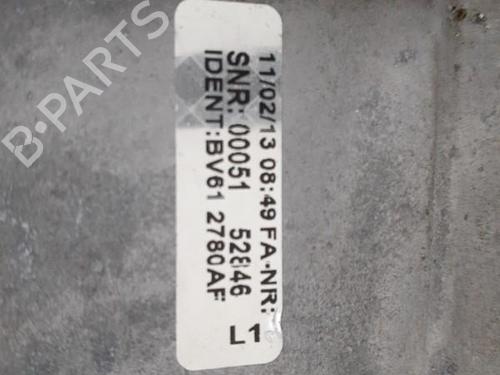 11/02/13 08:49 FA.-NR:
SNR: 00051 52846
IDENT:BV61 2780AF
L1
B-PARTS